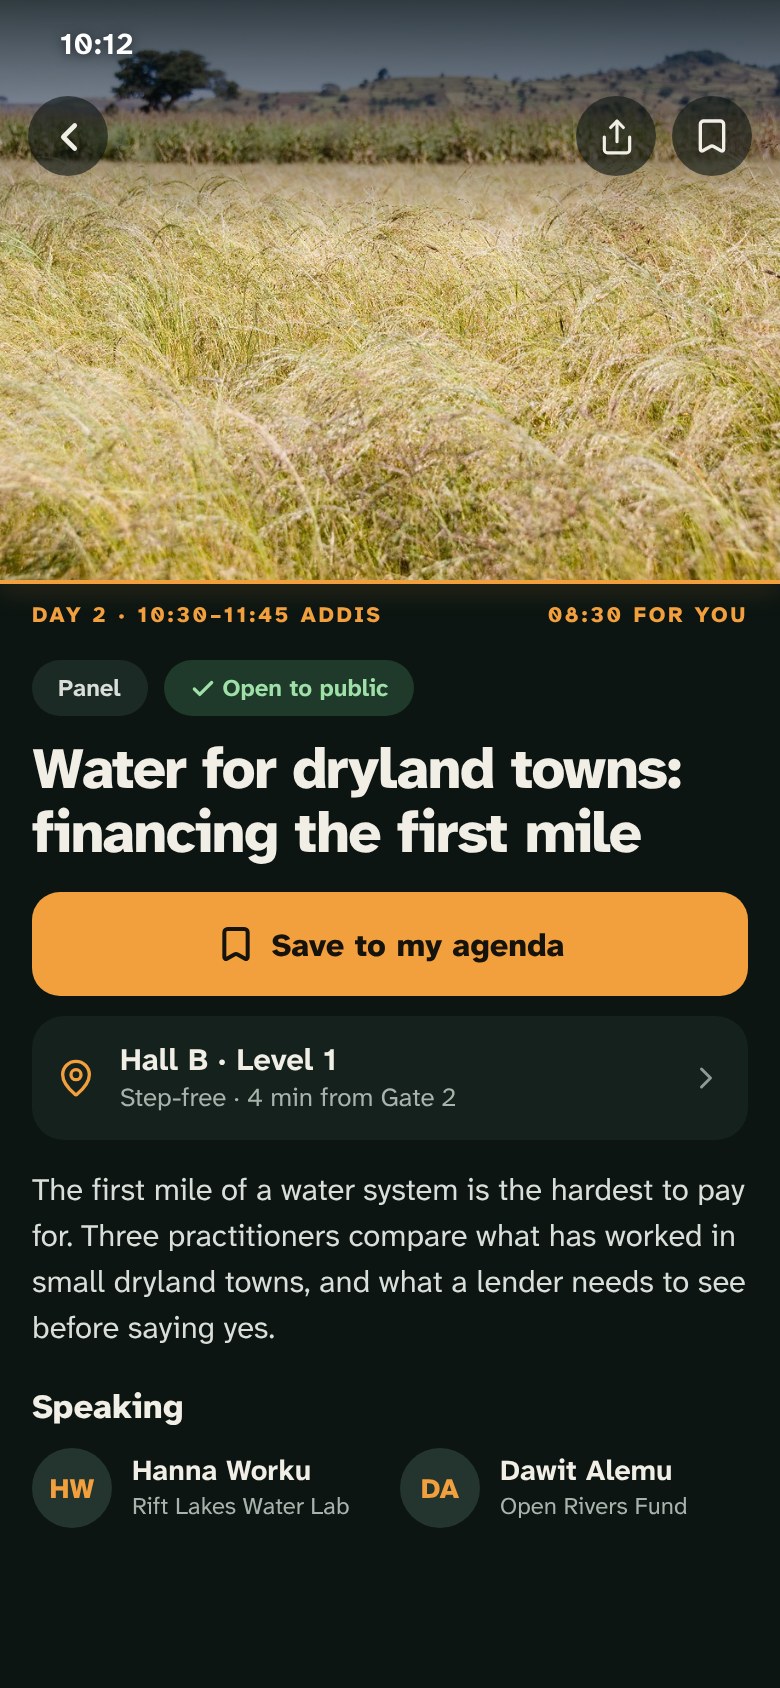 10:12
DAY 2 · 10:30–11:45 ADDIS
08:30 FOR YOU
Panel
Open to public
Water for dryland towns:
financing the first mile
Save to my agenda
Hall B · Level 1
Step-free · 4 min from Gate 2
The first mile of a water system is the hardest to pay
for. Three practitioners compare what has worked in
small dryland towns, and what a lender needs to see
before saying yes.
Speaking
HW
Hanna Worku
Rift Lakes Water Lab
DA
Dawit Alemu
Open Rivers Fund